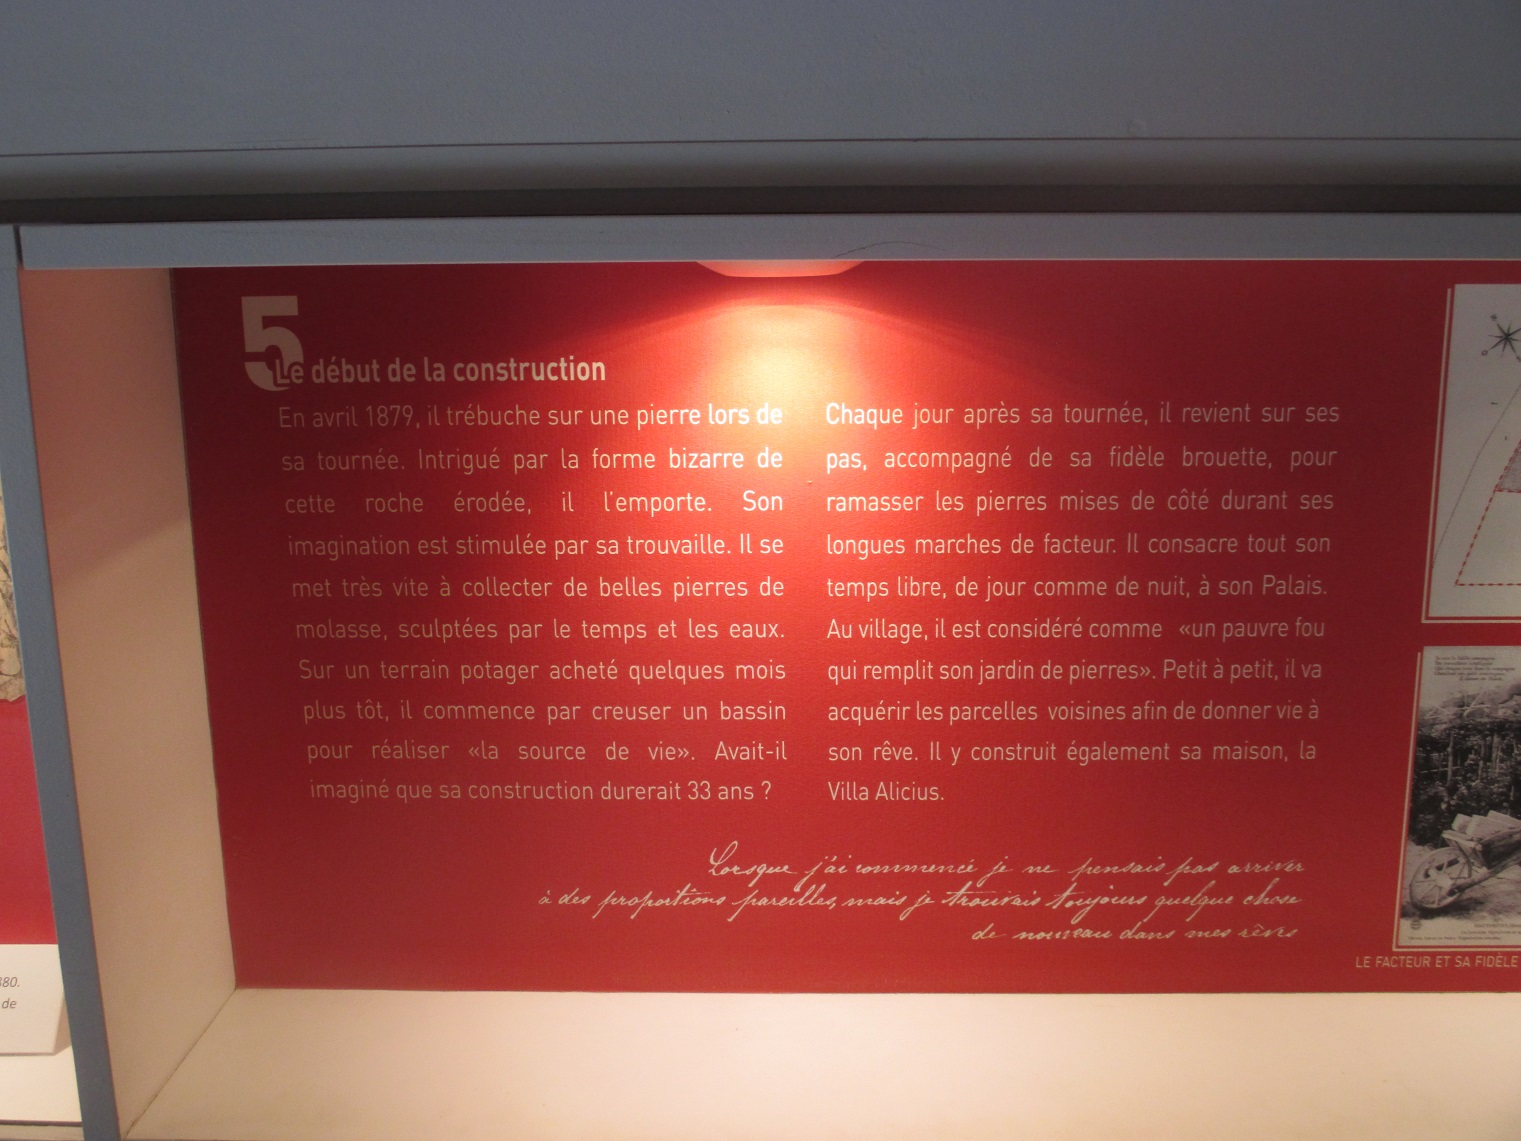 5
Le début de la construction
En avril 1879, il trébuche sur une pierre lors de
sa tournée. Intrigué par la forme bizarre de
cette roche érodée, il l'emporte. Son
imagination est stimulée par sa trouvaille. Il se
met très vite à collecter de belles pierres de
molasse, sculptées par le temps et les eaux.
Sur un terrain potager acheté quelques mois
plus tôt, il commence par creuser un bassin
pour réaliser «la source de vie». Avait-il
imaginé que sa construction durerait 33 ans ?
Chaque jour après sa tournée, il revient sur ses
pas, accompagné de sa fidèle brouette, pour
ramasser les pierres mises de côté durant ses
longues marches de facteur. Il consacre tout son
temps libre, de jour comme de nuit, à son Palais.
Au village, il est considéré comme «un pauvre fou
qui remplit son jardin de pierres». Petit à petit, il va
acquérir les parcelles voisines afin de donner vie à
son rêve. Il y construit également sa maison, la
Villa Alicius.
Lorsque j'ai commencé je ne pensais pas arriver
à des proportions pareilles, mais je trouvais toujours quelque chose
de nouveau dans mes rêves
LE FACTEUR ET SA FIDÈLE
880.
de